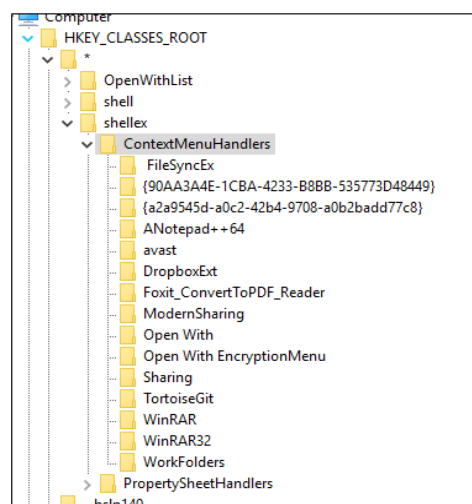 Computer
HKEY_CLASSES_ROOT
*
OpenWithList
shell
shellex
ContextMenuHandlers
FileSyncEx
{90AA3A4E-1CBA-4233-B8BB-535773D48449}
{a2a9545d-a0c2-42b4-9708-a0b2badd77c8}
ANotepad++64
avast
DropboxExt
Foxit_ConvertToPDF_Reader
ModernSharing
Open With
Open With EncryptionMenu
Sharing
TortoiseGit
WinRAR
WinRAR32
WorkFolders
PropertySheetHandlers